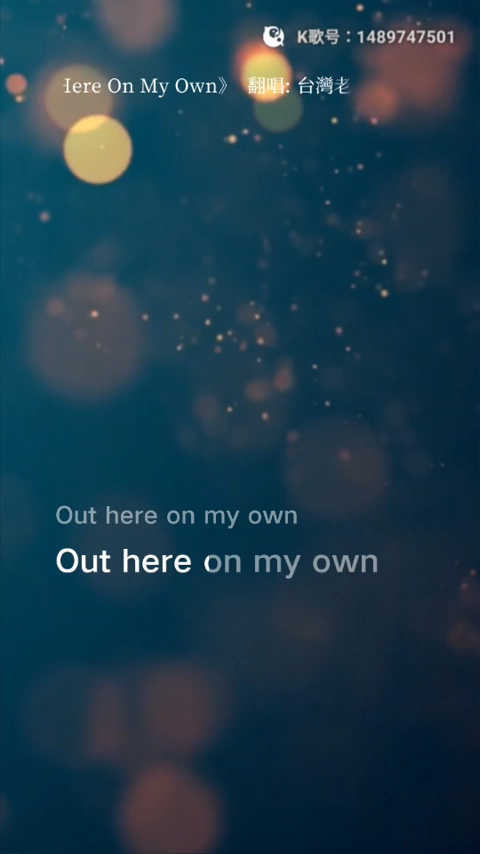 K歌号：1489747501
Here On My Own》 翻唱: 台灣老
Out here on my own
Out here on my own